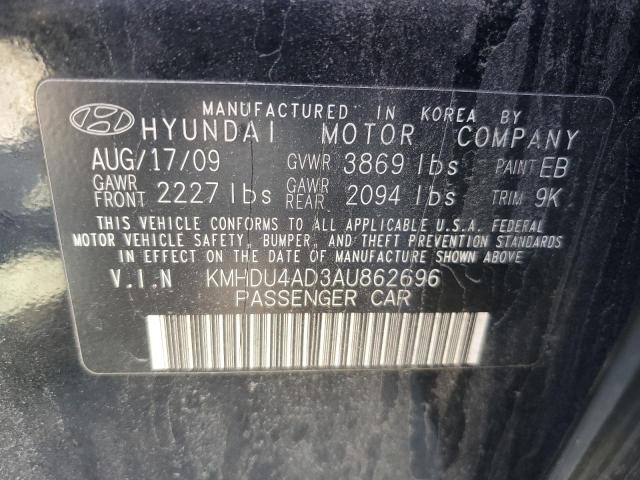 MANUFACTURED IN KOREA BY
HYUNDAI MOTOR COMPANY
AUG/17/09 GVWR 3869 lbs PAINT EB
GAWR FRONT 2227 lbs GAWR REAR 2094 lbs TRIM 9K
THIS VEHICLE CONFORMS TO ALL APPLICABLE U.S.A. FEDERAL
MOTOR VEHICLE SAFETY, BUMPER, AND THEFT PREVENTION STANDARDS
IN EFFECT ON THE DATE OF MANUFACTURE SHOWN ABOVE.
V.I.N KMHDU4AD3AU862696
PASSENGER CAR